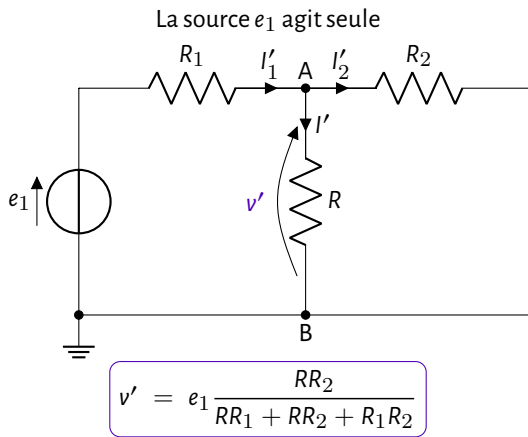 La source e₁ agit seule
R₁ I′₁ A I′₂ R₂
I′
e₁ v′ R
B
v′ = e₁ RR₂ / (RR₁ + RR₂ + R₁R₂)